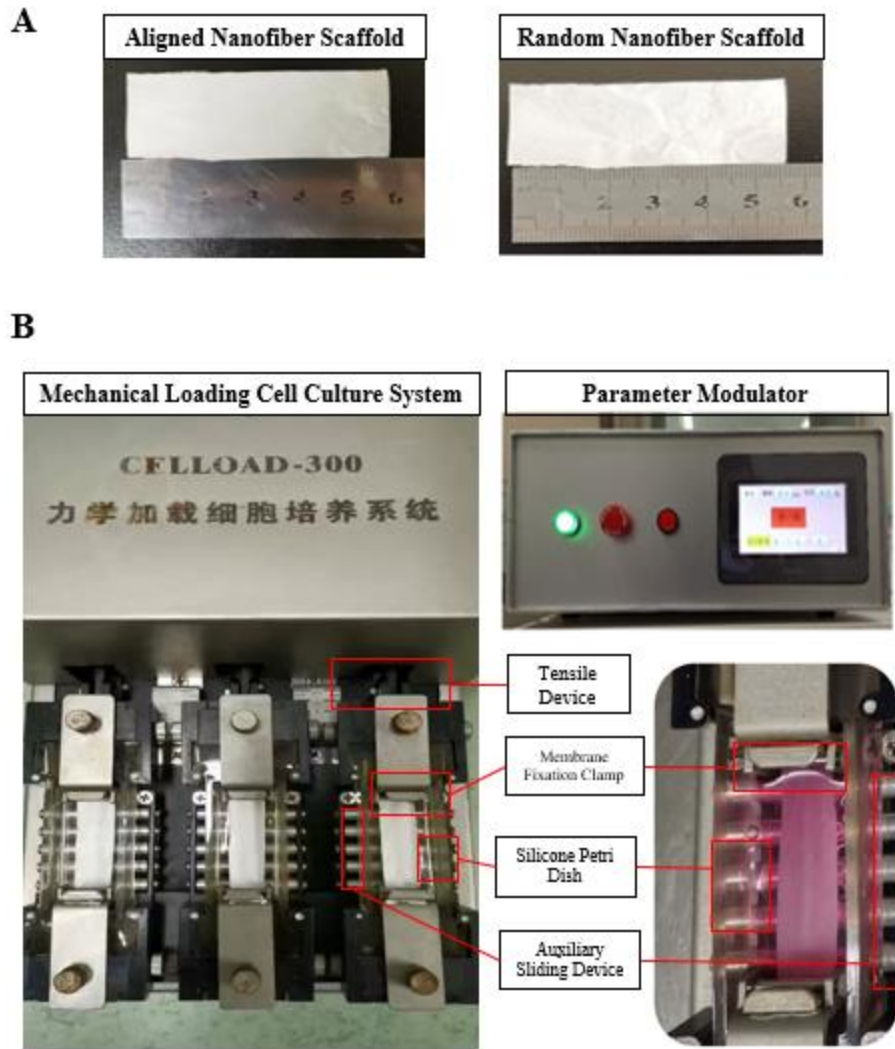 A
Aligned Nanofiber Scaffold
Random Nanofiber Scaffold
2 3 4 5 6
2 3 4 5 6
B
Mechanical Loading Cell Culture System
Parameter Modulator
CELLOAD-300
力学加载细胞培养系统
Tensile
Device
Membrane
Fixation Clamp
Silicone Petri
Dish
Auxiliary
Sliding Device